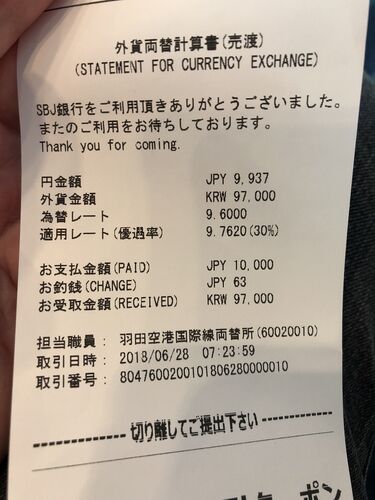 外貨両替計算書(売渡)
(STATEMENT FOR CURRENCY EXCHANGE)
SBJ銀行をご利用頂きありがとうございました。
またのご利用をお待ちしております。
Thank you for coming.
円金額 JPY 9,937
外貨金額 KRW 97,000
為替レート 9.6000
適用レート(優過率) 9.7620(30%)
お支払金額(PAID) JPY 10,000
お釣銭(CHANGE) JPY 63
お受取金額(RECEIVED) KRW 97,000
担当職員: 羽田空港国際線両替所(60020010)
取引日時: 2018/06/28 07:23:59
取引番号: 8047600200101806280000010
切り離してご提出下さい